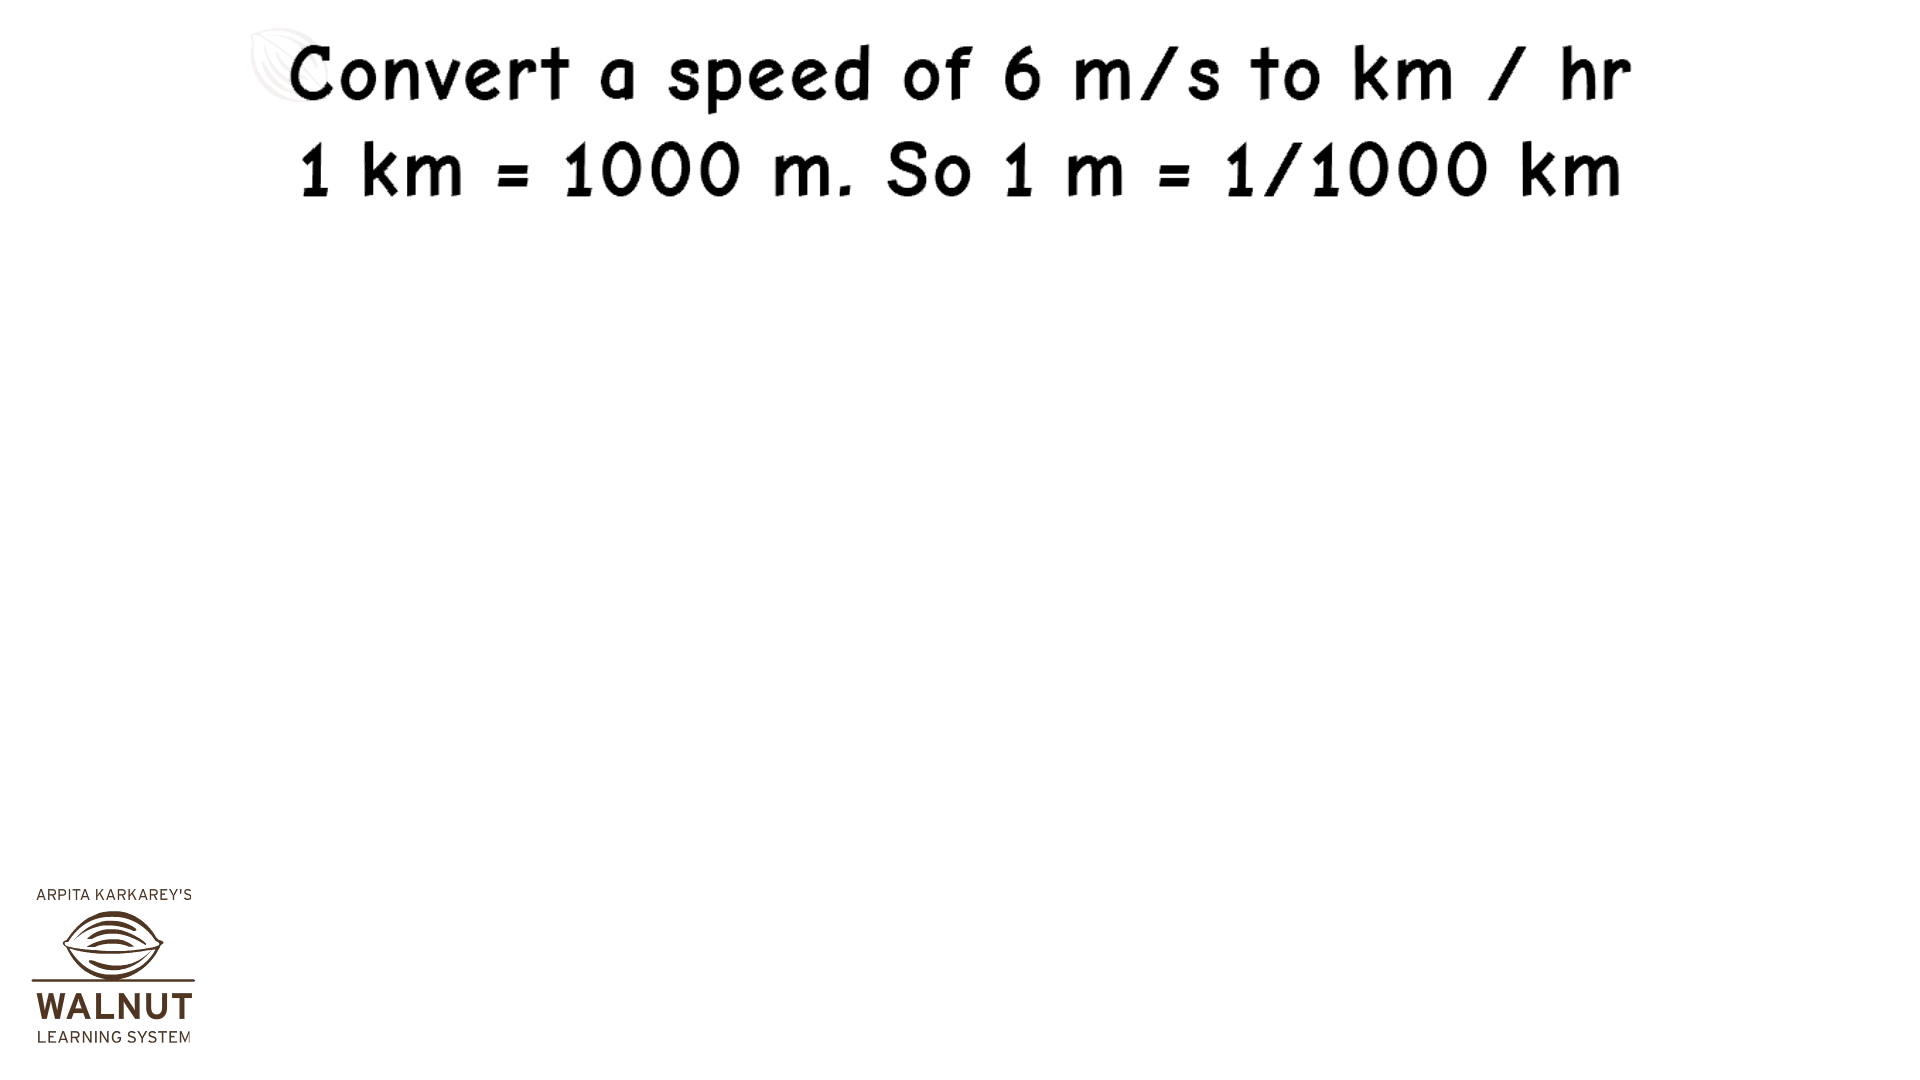 Convert a speed of 6 m/s to km / hr
1 km = 1000 m. So 1 m = 1/1000 km
ARPITA KARKAREY'S
WALNUT
LEARNING SYSTEM